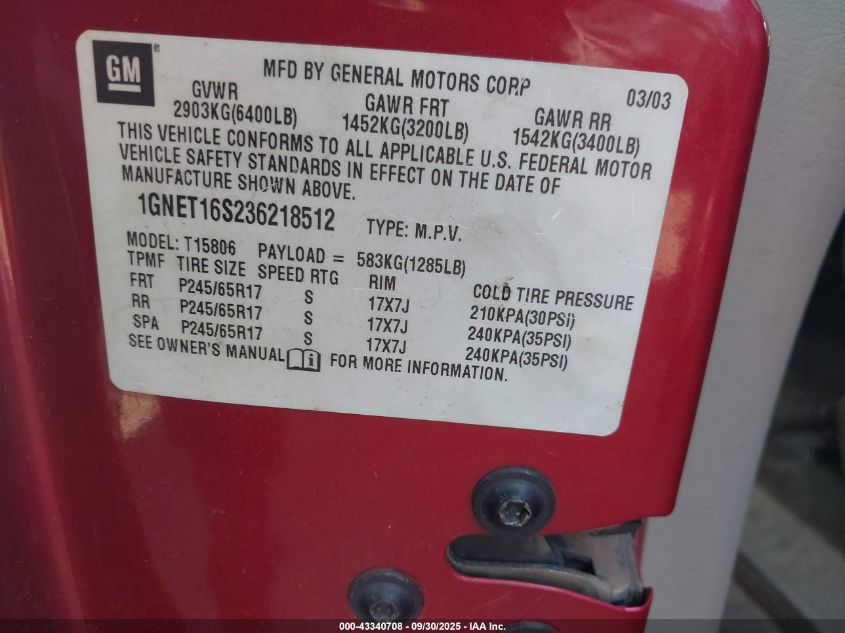 GM ®
MFD BY GENERAL MOTORS CORP 03/03
GVWR GAWR FRT GAWR RR
2903KG(6400LB) 1452KG(3200LB) 1542KG(3400LB)
THIS VEHICLE CONFORMS TO ALL APPLICABLE U.S. FEDERAL MOTOR
VEHICLE SAFETY STANDARDS IN EFFECT ON THE DATE OF
MANUFACTURE SHOWN ABOVE.
1GNET16S236218512 TYPE: M.P.V.
MODEL: T15806 PAYLOAD = 583KG(1285LB)
TPMF TIRE SIZE SPEED RTG RIM COLD TIRE PRESSURE
FRT P245/65R17 S 17X7J 210KPA(30PSI)
RR P245/65R17 S 17X7J 240KPA(35PSI)
SPA P245/65R17 S 17X7J 240KPA(35PSI)
SEE OWNER'S MANUAL i FOR MORE INFORMATION.
000-43340708 - 09/30/2025 - IAA Inc.